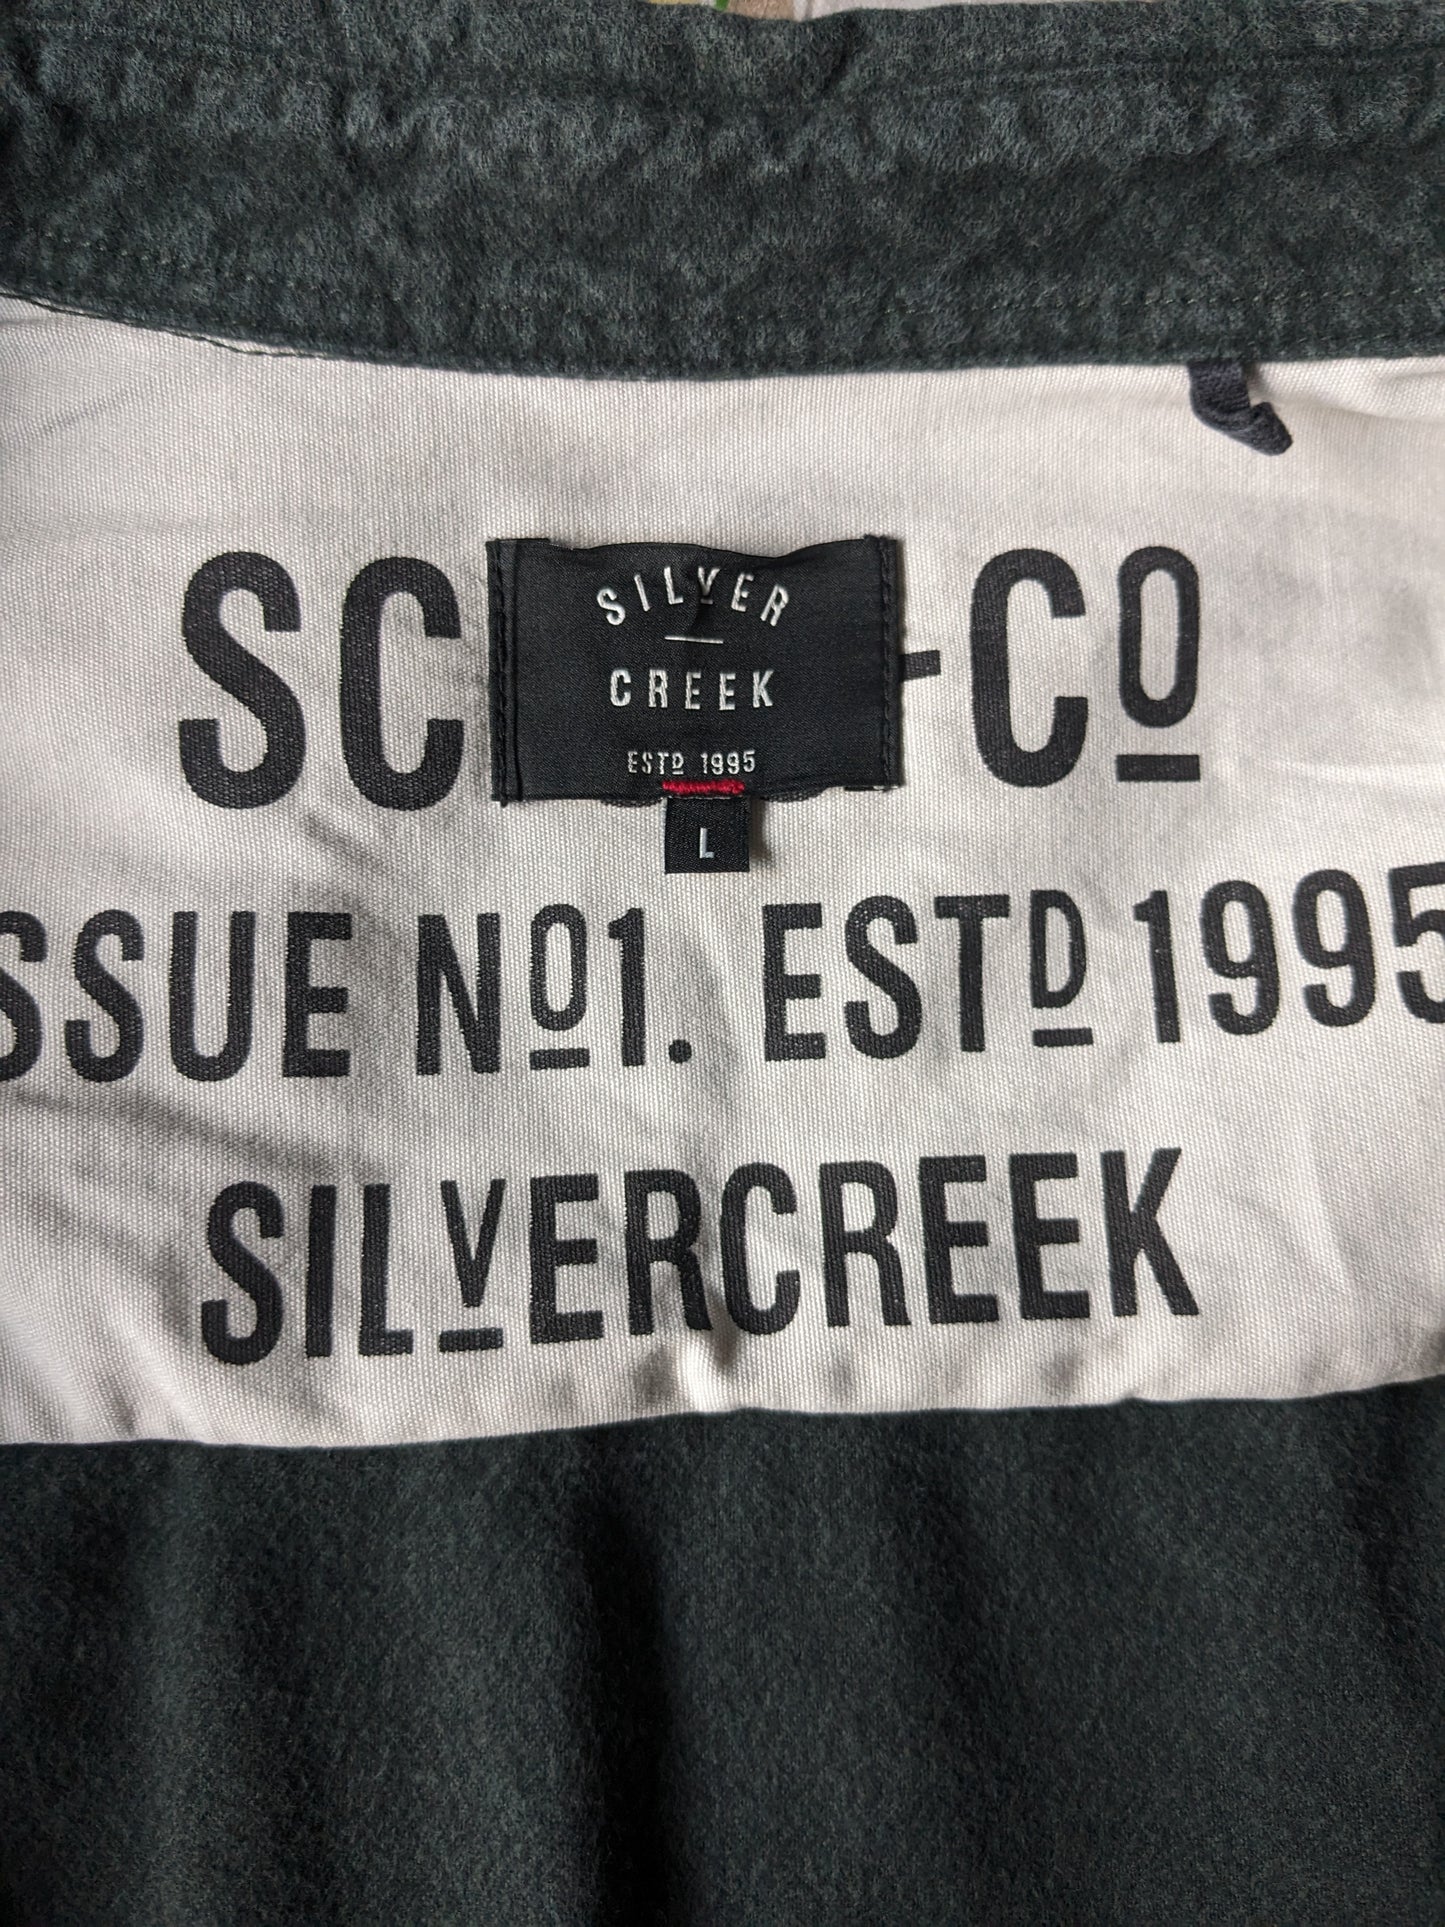 SC -Cº
SILVER
CREEK
ESTD 1995
L
SSUE Nº1. ESTD 1995
SILVERCREEK